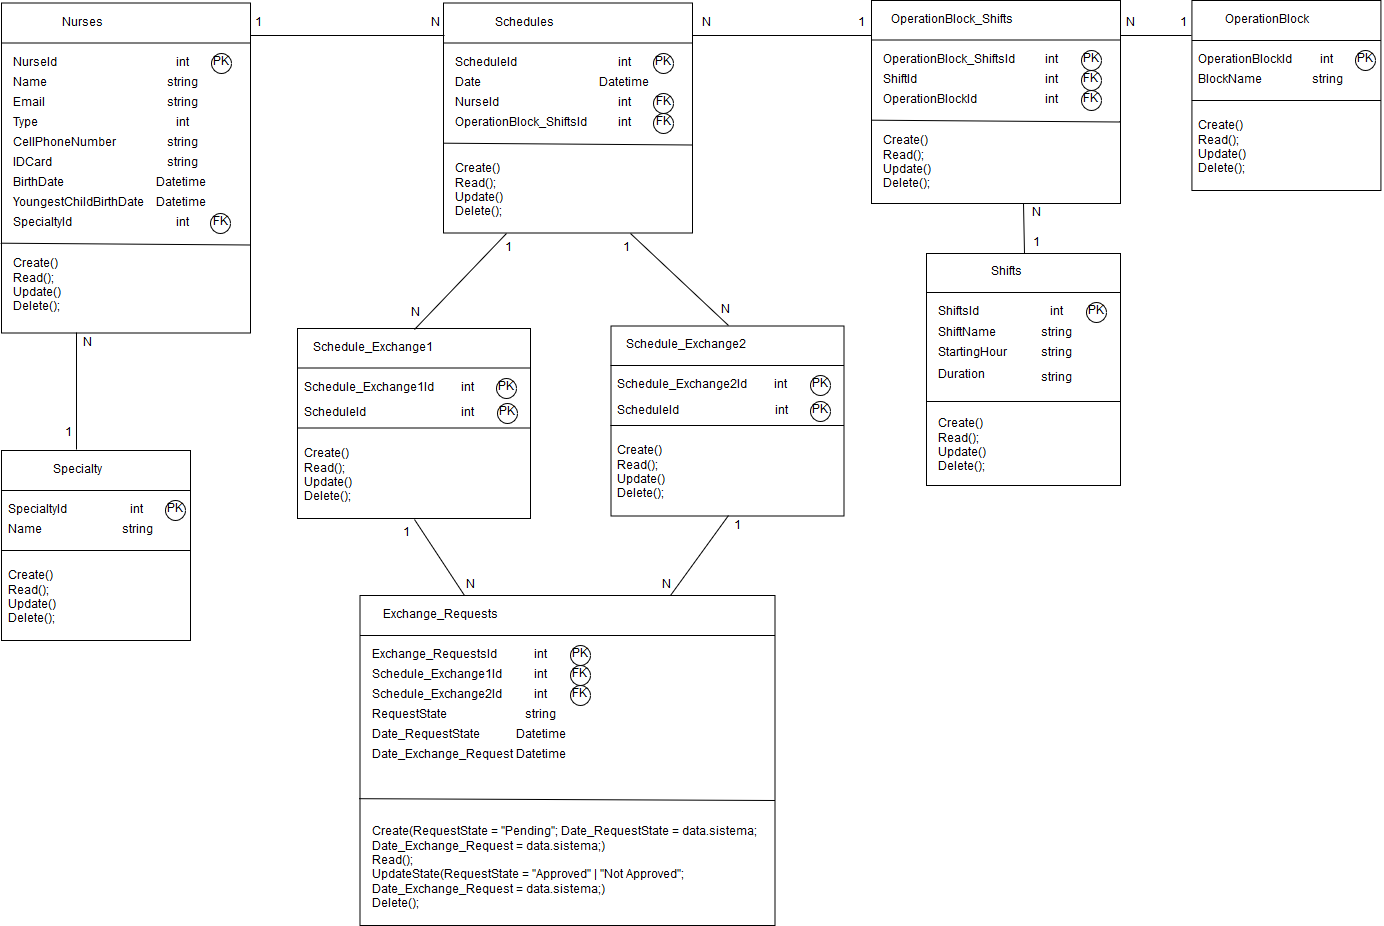 Nurses
NurseId int PK
Name string
Email string
Type int
CellPhoneNumber string
IDCard string
BirthDate Datetime
YoungestChildBirthDate Datetime
SpecialtyId int FK
Create()
Read();
Update()
Delete();
1 N
Schedules
ScheduleId int PK
Date Datetime
NurseId int FK
OperationBlock_ShiftsId int FK
Create()
Read();
Update()
Delete();
N 1
OperationBlock_Shifts
OperationBlock_ShiftsId int PK
ShiftId int FK
OperationBlockId int FK
Create()
Read();
Update()
Delete();
N 1
OperationBlock
OperationBlockId int PK
BlockName string
Create()
Read();
Update()
Delete();
N
1
Shifts
ShiftsId int PK
ShiftName string
StartingHour string
Duration string
Create()
Read();
Update()
Delete();
1 1
N N
Schedule_Exchange1
Schedule_Exchange1Id int PK
ScheduleId int PK
Create()
Read();
Update()
Delete();
Schedule_Exchange2
Schedule_Exchange2Id int PK
ScheduleId int PK
Create()
Read();
Update()
Delete();
N
1
Specialty
SpecialtyId int PK
Name string
Create()
Read();
Update()
Delete();
1 1
N N
Exchange_Requests
Exchange_RequestsId int PK
Schedule_Exchange1Id int FK
Schedule_Exchange2Id int FK
RequestState string
Date_RequestState Datetime
Date_Exchange_Request Datetime
Create(RequestState = "Pending"; Date_RequestState = data.sistema;
Date_Exchange_Request = data.sistema;)
Read();
UpdateState(RequestState = "Approved" | "Not Approved";
Date_Exchange_Request = data.sistema;)
Delete();